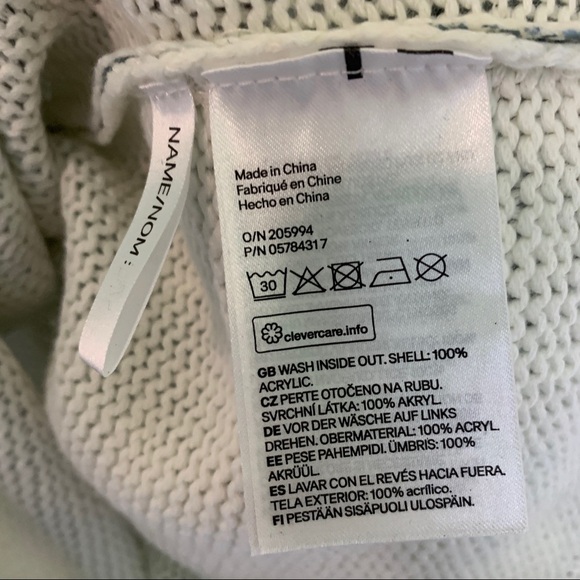 NAME/NOM :
Made in China
Fabriqué en Chine
Hecho en China
O/N 205994
P/N 05784317
30
clevercare.info
GB WASH INSIDE OUT. SHELL: 100%
ACRYLIC.
CZ PERTE OTOČENO NA RUBU.
SVRCHNÍ LÁTKA: 100% AKRYL.
DE VOR DER WÄSCHE AUF LINKS
DREHEN. OBERMATERIAL: 100% ACRYL.
EE PESE PAHEMPIDI. ÜMBRIS: 100%
AKRÜÜL.
ES LAVAR CON EL REVÉS HACIA FUERA.
TELA EXTERIOR: 100% acrílico.
FI PESTÄÄN SISÄPUOLI ULOSPÄIN.